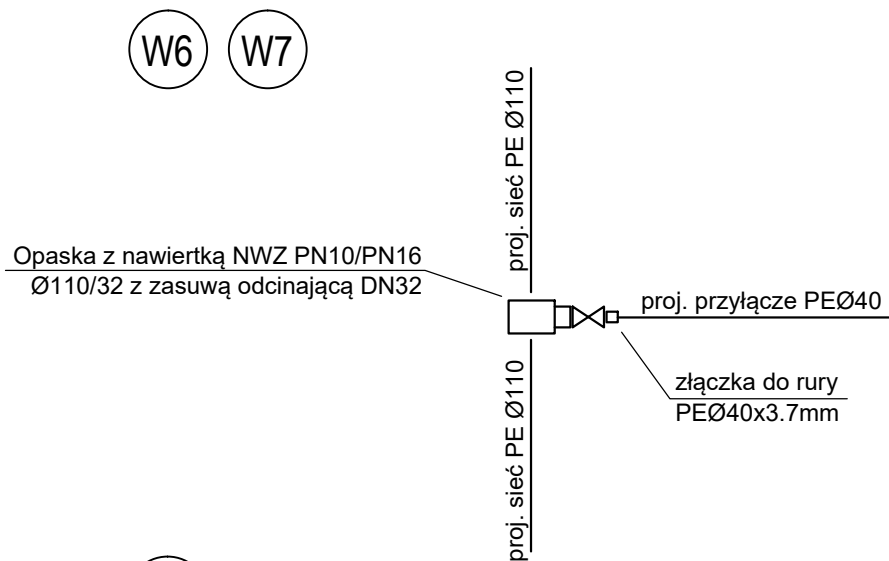 W6 W7
proj. sieć PE Ø110
Opaska z nawiertką NWZ PN10/PN16
Ø110/32 z zasuwą odcinającą DN32
proj. przyłącze PEØ40
złączka do rury
PEØ40x3.7mm
proj. sieć PE Ø110